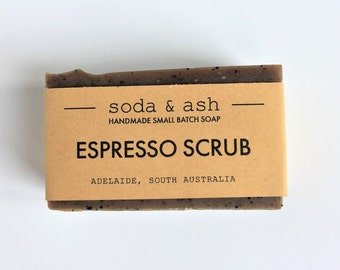 soda & ash
HANDMADE SMALL BATCH SOAP
ESPRESSO SCRUB
ADELAIDE, SOUTH AUSTRALIA